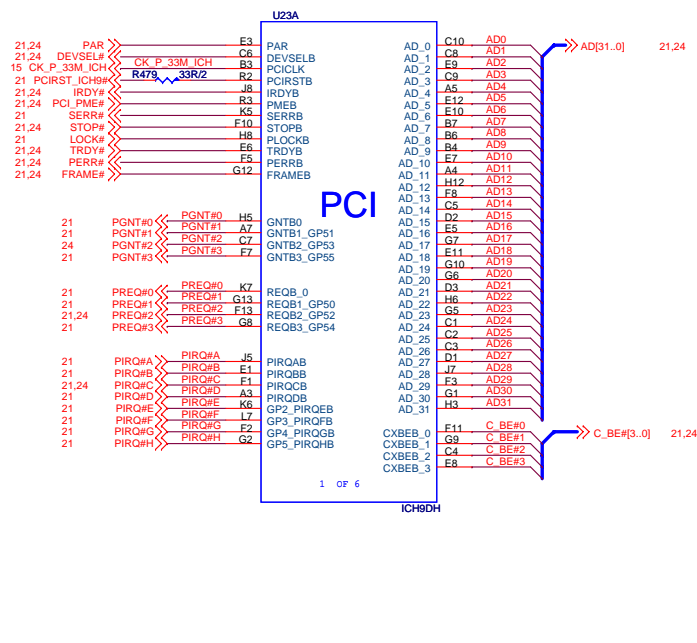 U23A
21,24 PAR E3 PAR AD_0 C10 AD0 AD[31..0] 21,24
21,24 DEVSEL# C6 DEVSELB AD_1 C8 AD1
15 CK_P_33M_ICH CK_P_33M_ICH B3 PCICLK AD_2 E9 AD2
21 PCIRST_ICH9# R479 33R/2 R2 PCIRSTB AD_3 C9 AD3
21,24 IRDY# J8 IRDYB AD_4 A5 AD4
21,24 PCI_PME# R3 PMEB AD_5 E12 AD5
21 SERR# K5 SERRB AD_6 E10 AD6
21,24 STOP# F10 STOPB AD_7 B7 AD7
21 LOCK# H8 PLOCKB AD_8 B6 AD8
21,24 TRDY# E6 TRDYB AD_9 B4 AD9
21,24 PERR# F5 PERRB AD_10 E7 AD10
21,24 FRAME# G12 FRAMEB AD_11 A4 AD11
AD_12 H12 AD12
AD_13 F8 AD13
PCI
AD_14 C5 AD14
AD_15 D2 AD15
21 PGNT#0 PGNT#0 H5 GNTB0 AD_16 E5 AD16
21 PGNT#1 PGNT#1 A7 GNTB1_GP51 AD_17 G7 AD17
24 PGNT#2 PGNT#2 C7 GNTB2_GP53 AD_18 E11 AD18
21 PGNT#3 PGNT#3 F7 GNTB3_GP55 AD_19 G10 AD19
AD_20 G6 AD20
AD_21 D3 AD21
21 PREQ#0 PREQ#0 K7 REQB_0 AD_22 H6 AD22
21 PREQ#1 PREQ#1 G13 REQB1_GP50 AD_23 G5 AD23
21,24 PREQ#2 PREQ#2 F13 REQB2_GP52 AD_24 C1 AD24
21 PREQ#3 PREQ#3 G8 REQB3_GP54 AD_25 C2 AD25
AD_26 C3 AD26
AD_27 D1 AD27
21 PIRQ#A PIRQ#A J5 PIRQAB AD_28 J7 AD28
21 PIRQ#B PIRQ#B E1 PIRQBB AD_29 F3 AD29
21,24 PIRQ#C PIRQ#C F1 PIRQCB AD_30 G1 AD30
21 PIRQ#D PIRQ#D A3 PIRQDB AD_31 H3 AD31
21 PIRQ#E PIRQ#E K6 GP2_PIRQEB
21 PIRQ#F PIRQ#F L7 GP3_PIRQFB CXBEB_0 F11 C_BE#0 C_BE#[3..0] 21,24
21 PIRQ#G PIRQ#G F2 GP4_PIRQGB CXBEB_1 G9 C_BE#1
21 PIRQ#H PIRQ#H G2 GP5_PIRQHB CXBEB_2 C4 C_BE#2
CXBEB_3 E8 C_BE#3
1 OF 6
ICH9DH